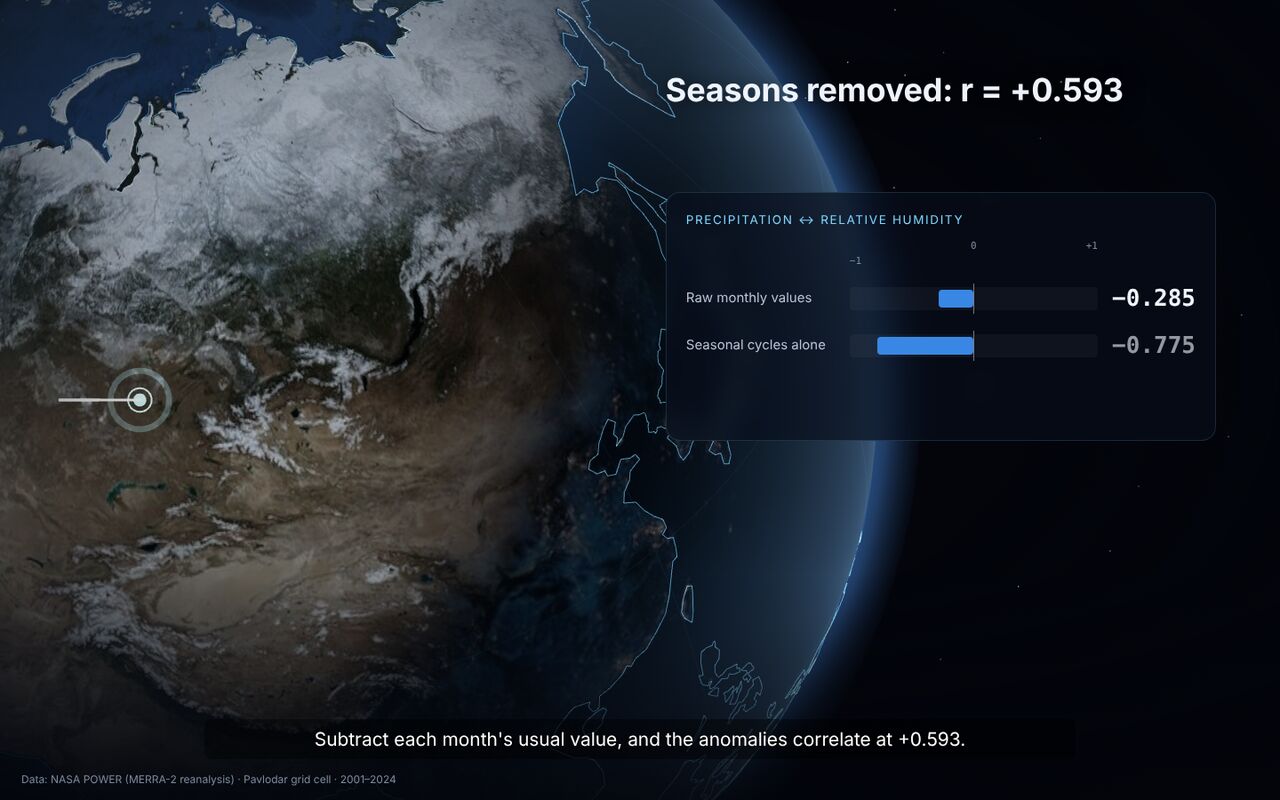 Seasons removed: r = +0.593
PRECIPITATION ↔ RELATIVE HUMIDITY
−1 0 +1
Raw monthly values −0.285
Seasonal cycles alone −0.775
Subtract each month's usual value, and the anomalies correlate at +0.593.
Data: NASA POWER (MERRA-2 reanalysis) · Pavlodar grid cell · 2001–2024